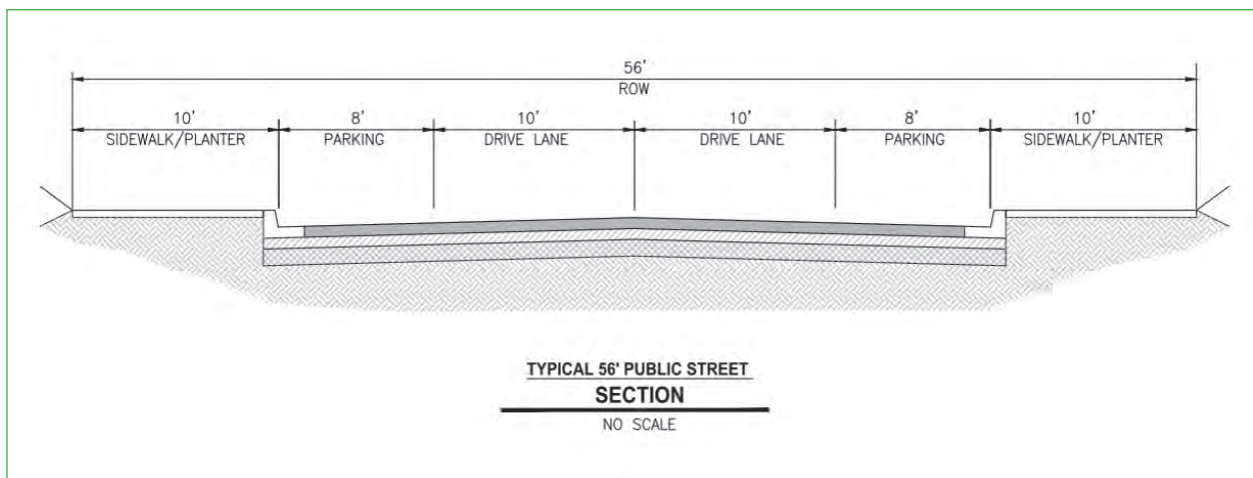 56'
ROW
10' 8' 10' 10' 8' 10'
SIDEWALK/PLANTER PARKING DRIVE LANE DRIVE LANE PARKING SIDEWALK/PLANTER
TYPICAL 56' PUBLIC STREET
SECTION
NO SCALE